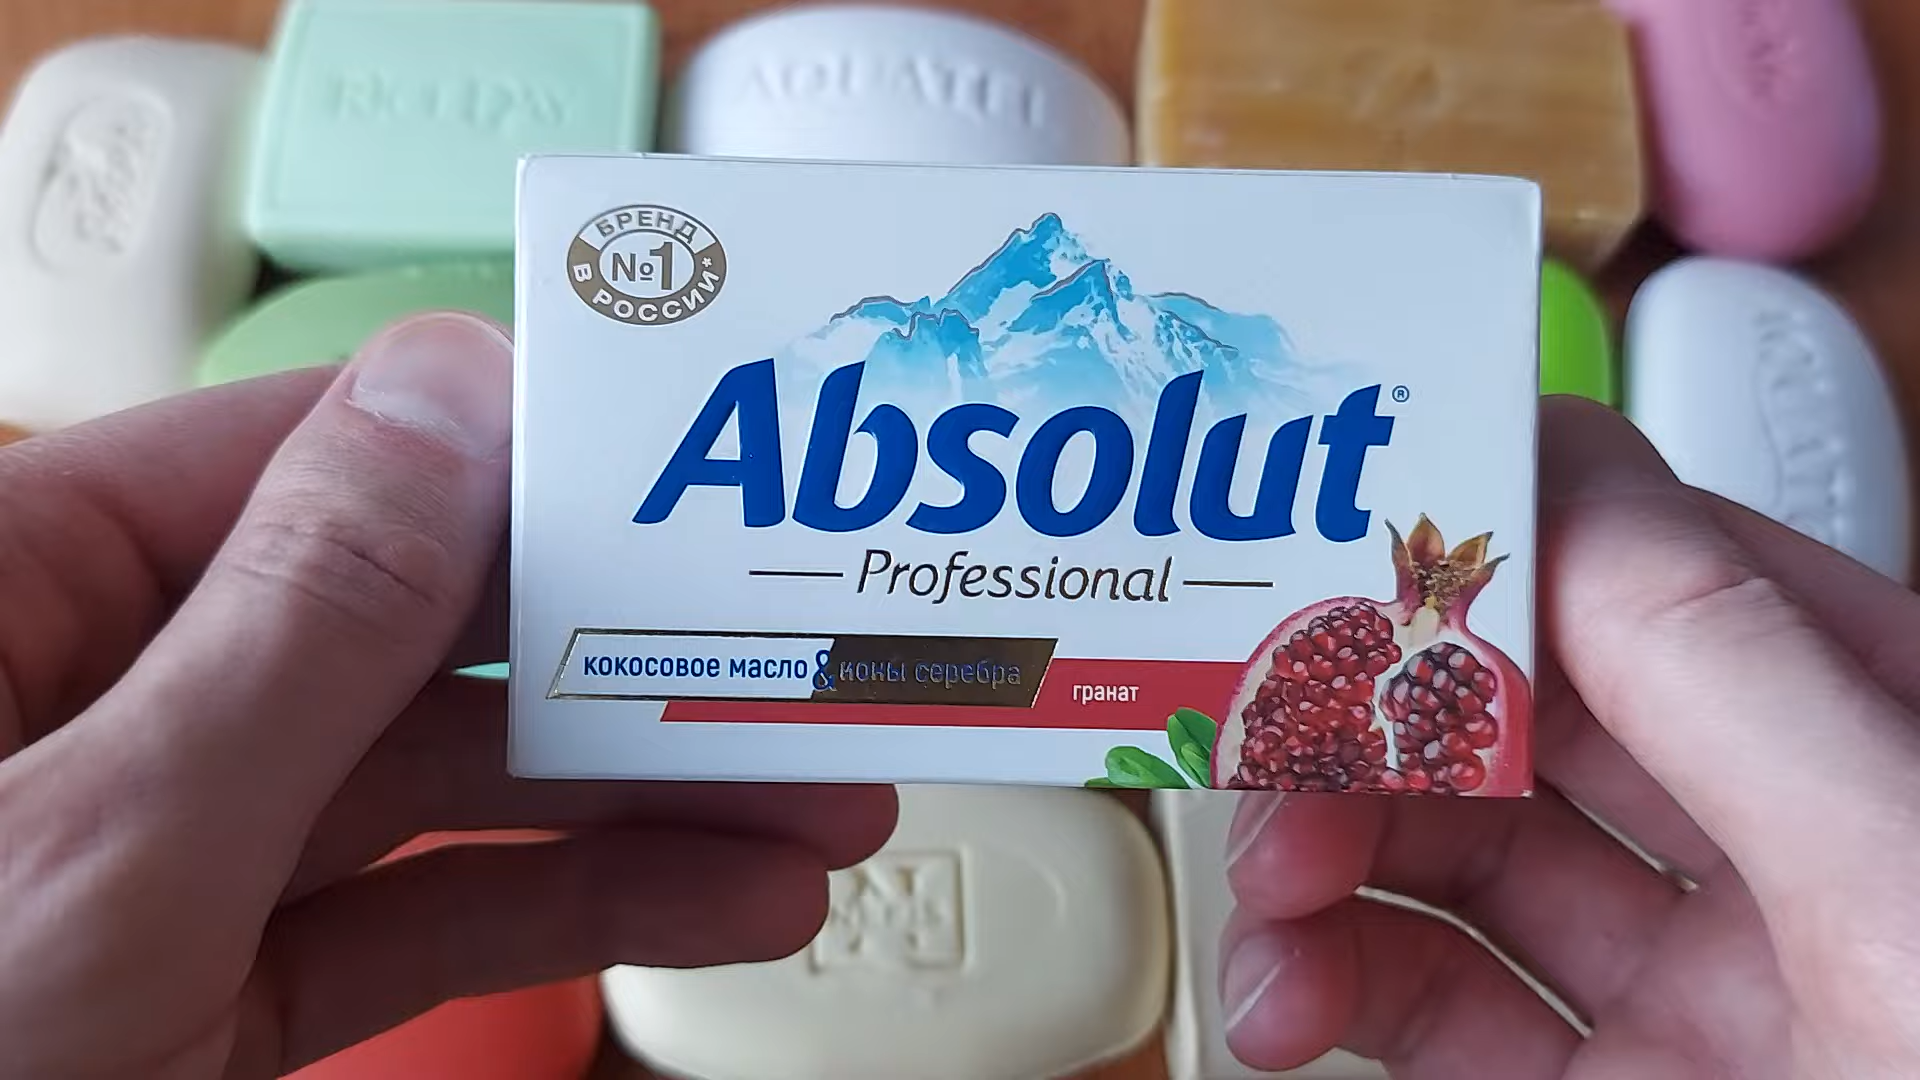 БРЕНД
№1
В РОССИИ
Absolut®
Professional
кокосовое масло & ионы серебра
гранат